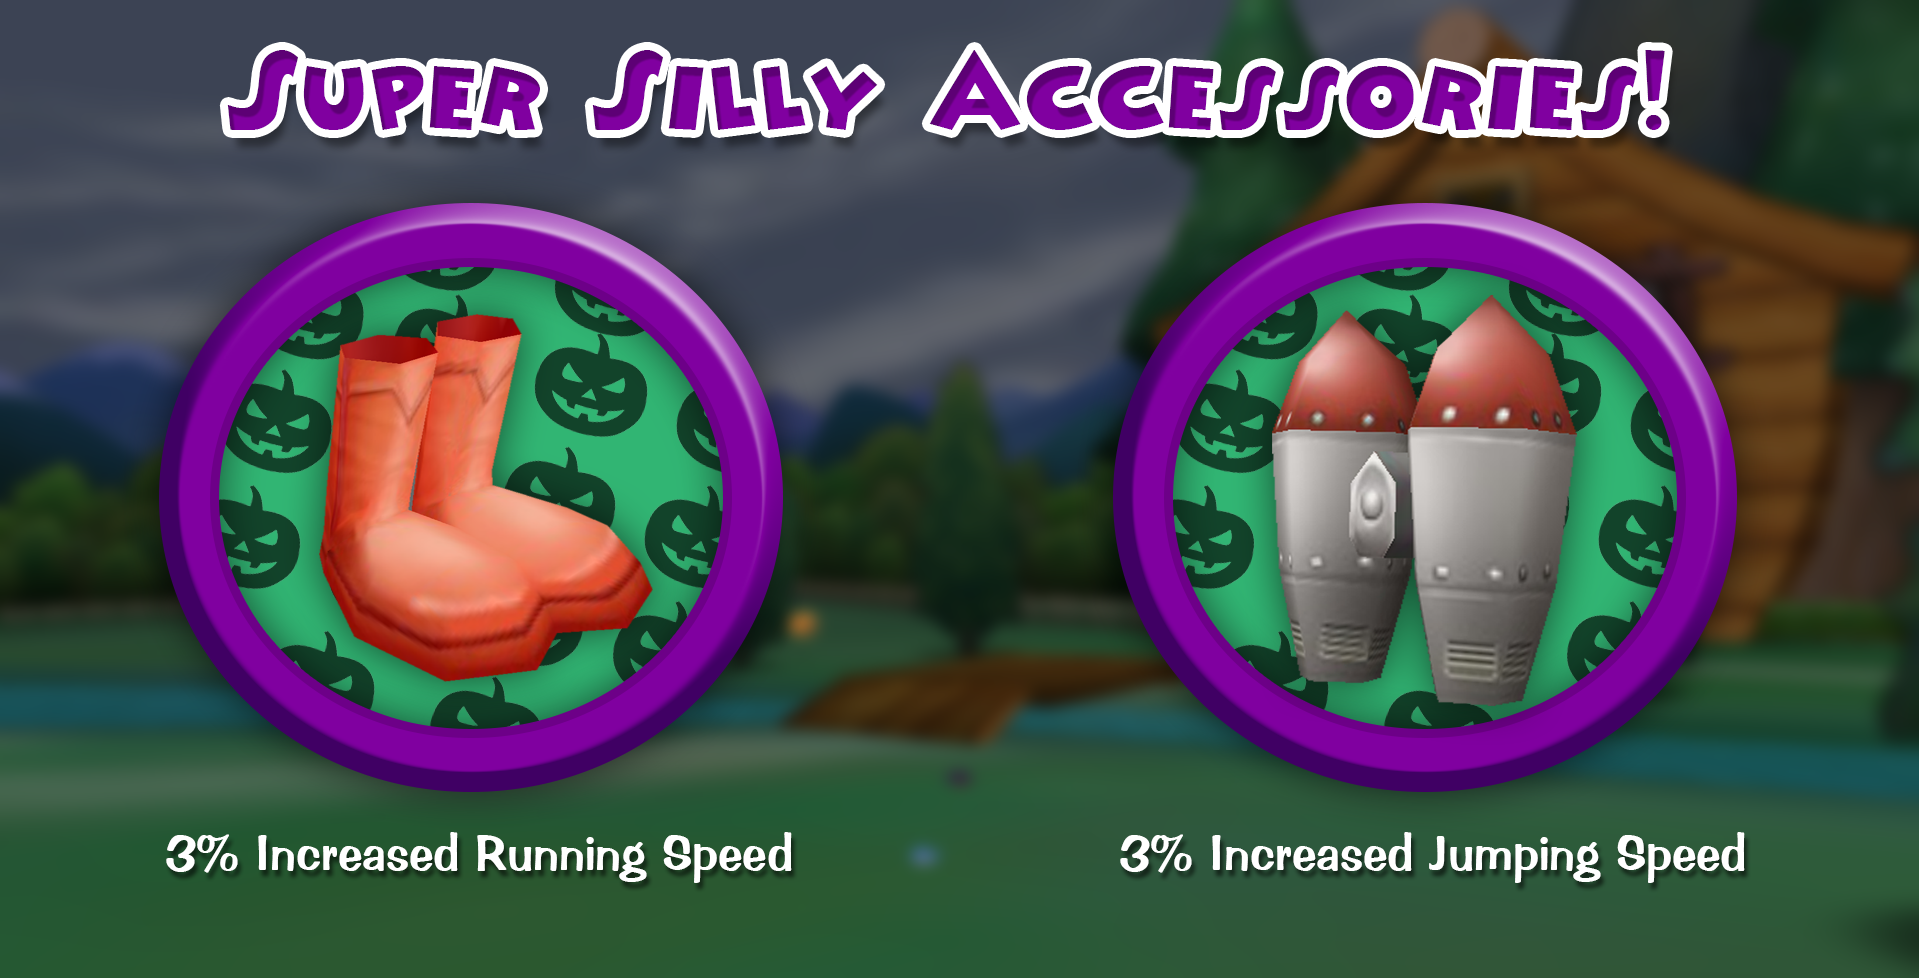 Super Silly Accessories!
3% Increased Running Speed
3% Increased Jumping Speed